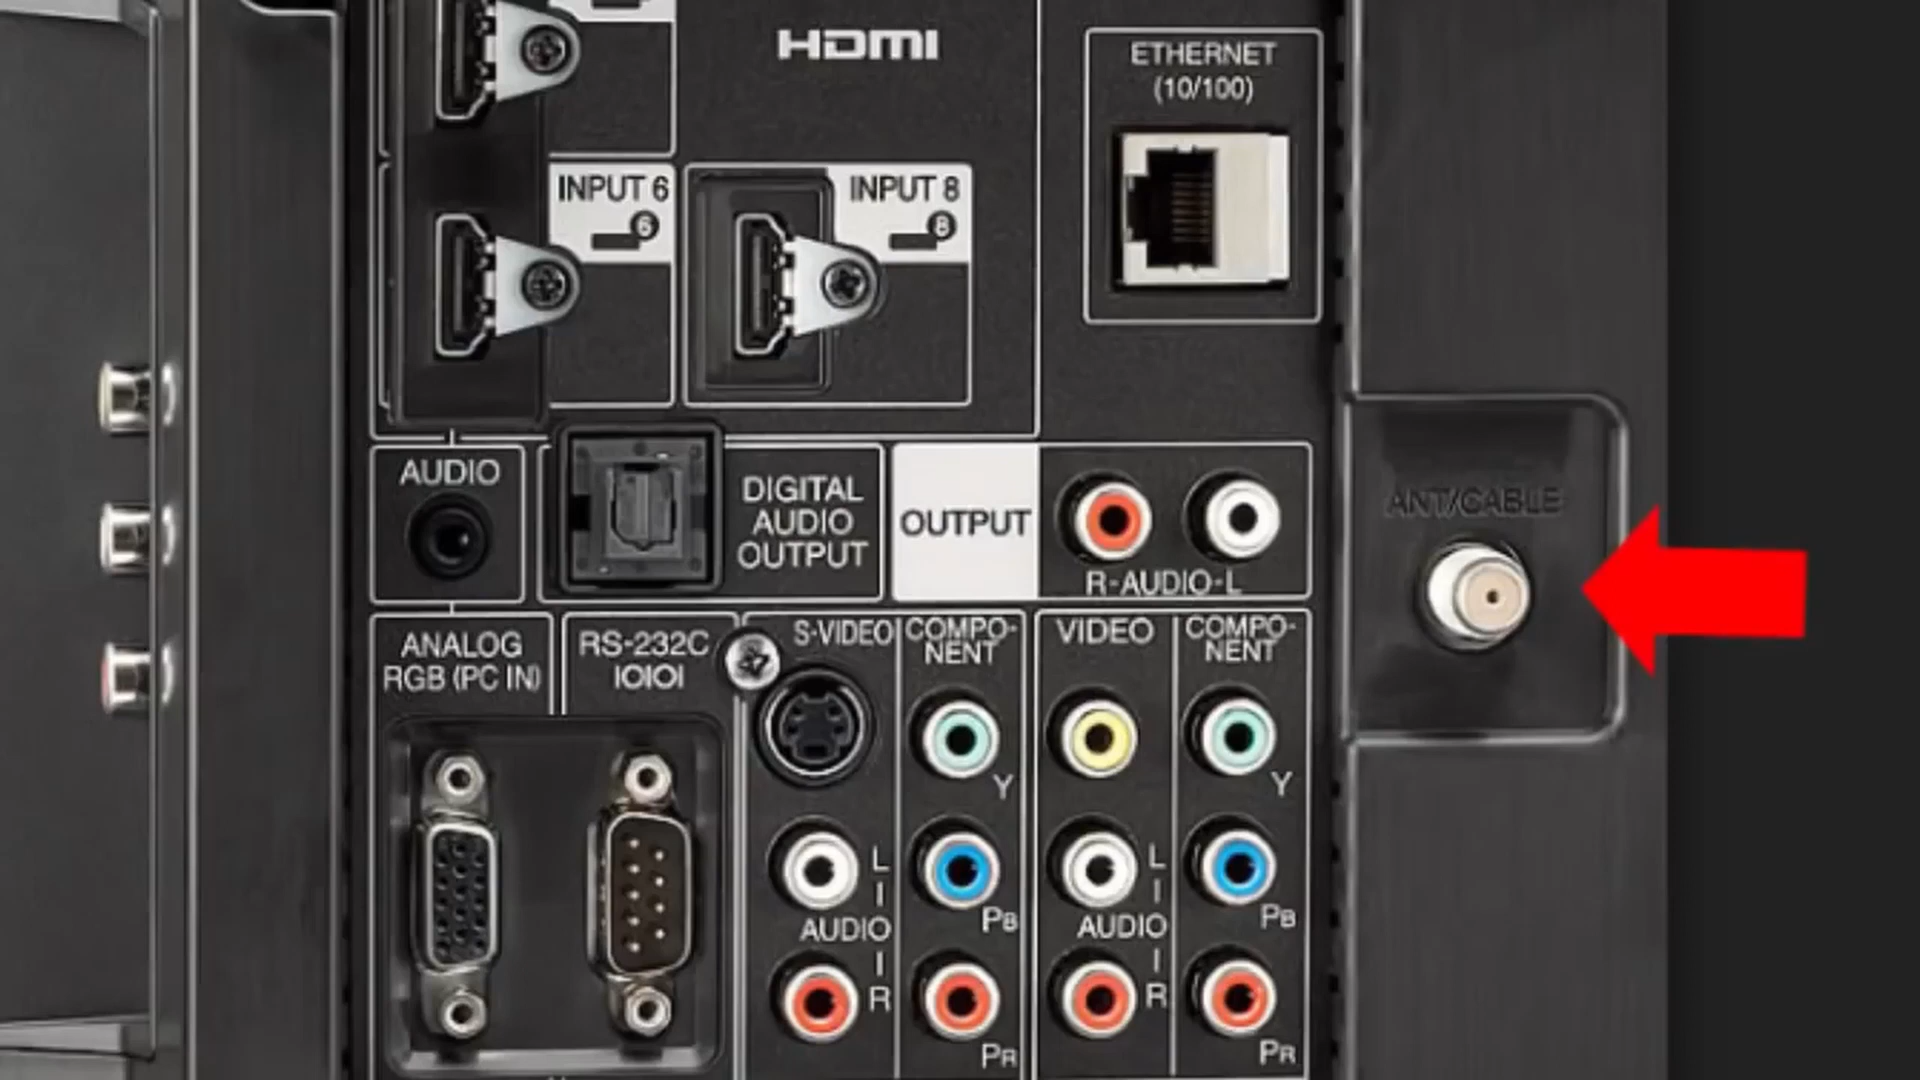 HDMI
ETHERNET
(10/100)
INPUT 6
6
INPUT 8
8
AUDIO
DIGITAL
AUDIO
OUTPUT
OUTPUT
R-AUDIO-L
ANT/CABLE
ANALOG
RGB (PC IN)
RS-232C
IOIOI
S-VIDEO
COMPO-
NENT
VIDEO
COMPO-
NENT
Y
Y
L
AUDIO
R
PB
PR
L
AUDIO
R
PB
PR